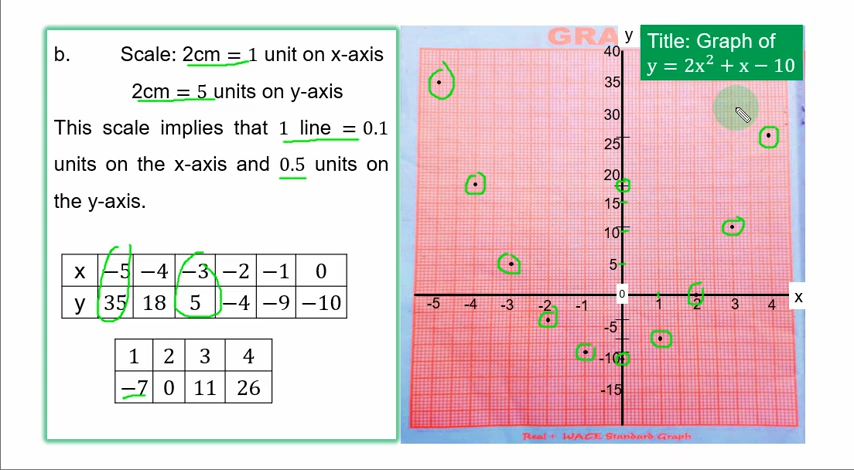 b. Scale: 2cm = 1 unit on x-axis
2cm = 5 units on y-axis
This scale implies that 1 line = 0.1
units on the x-axis and 0.5 units on
the y-axis.
x −5 −4 −3 −2 −1 0
y 35 18 5 −4 −9 −10
1 2 3 4
−7 0 11 26
GRA
Title: Graph of
y = 2x² + x − 10
y
40
35
30
25
20
15
10
5
0
-5 -4 -3 -2 -1 1 2 3 4 x
-5
-10
-15
Real + WACE Standard Graph